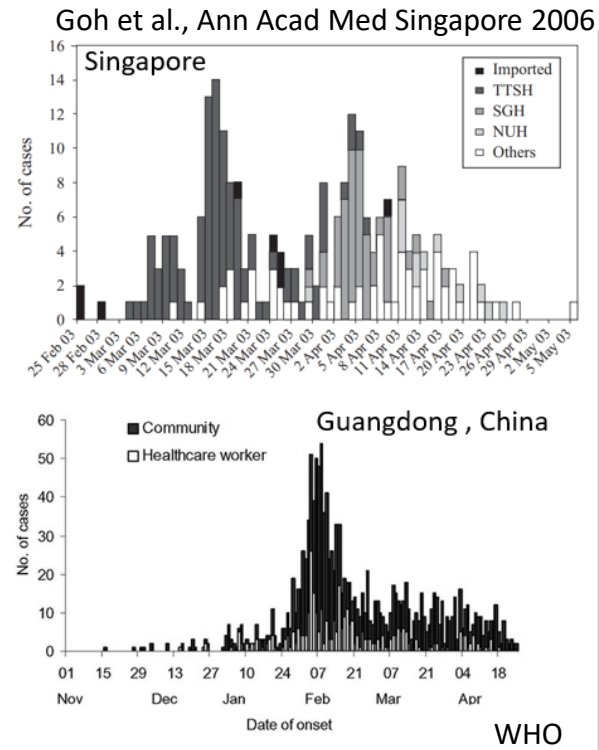 Goh et al., Ann Acad Med Singapore 2006
Singapore
16
14
12
10
8
6
4
2
0
No. of cases
Imported
TTSH
SGH
NUH
Others
25 Feb 03
28 Feb 03
3 Mar 03
6 Mar 03
9 Mar 03
12 Mar 03
15 Mar 03
18 Mar 03
21 Mar 03
24 Mar 03
27 Mar 03
30 Mar 03
2 Apr 03
5 Apr 03
8 Apr 03
11 Apr 03
14 Apr 03
17 Apr 03
20 Apr 03
23 Apr 03
26 Apr 03
29 Apr 03
2 May 03
5 May 03
Guangdong , China
Community
Healthcare worker
60
50
40
30
20
10
0
No. of cases
01 15 29 13 27 10 24 07 21 07 21 04 18
Nov Dec Jan Feb Mar Apr
Date of onset
WHO